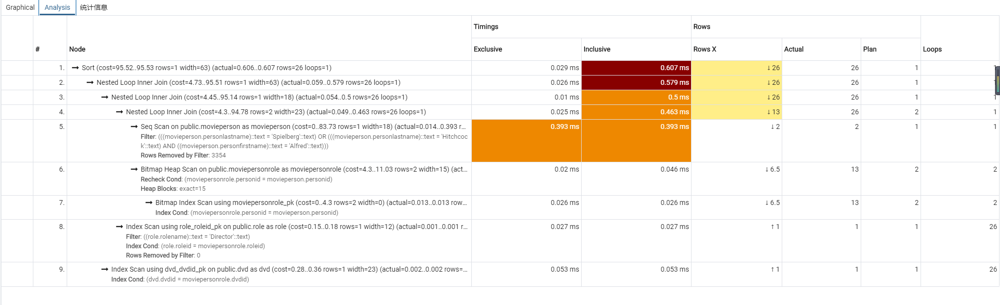 Graphical Analysis 统计信息
Timings Rows
# Node Exclusive Inclusive Rows X Actual Plan Loops
1. Sort (cost=95.52..95.53 rows=1 width=63) (actual=0.606..0.607 rows=26 loops=1) 0.029 ms 0.607 ms ↓ 26 26 1 1
2. Nested Loop Inner Join (cost=4.73..95.51 rows=1 width=63) (actual=0.059..0.579 rows=26 loops=1) 0.026 ms 0.579 ms ↓ 26 26 1 1
3. Nested Loop Inner Join (cost=4.45..95.14 rows=1 width=18) (actual=0.054..0.5 rows=26 loops=1) 0.01 ms 0.5 ms ↓ 26 26 1 1
4. Nested Loop Inner Join (cost=4.3..94.78 rows=2 width=23) (actual=0.049..0.463 rows=26 loops=1) 0.025 ms 0.463 ms ↓ 13 26 2 1
5. Seq Scan on public.movieperson as movieperson (cost=0..83.73 rows=1 width=18) (actual=0.014..0.393 r... 0.393 ms 0.393 ms ↓ 2 2 1 1
Filter: (((movieperson.personlastname)::text = 'Spielberg'::text) OR (((movieperson.personlastname)::text = 'Hitchcoc
k'::text) AND ((movieperson.personfirstname)::text = 'Alfred'::text)))
Rows Removed by Filter: 3354
6. Bitmap Heap Scan on public.moviepersonrole as moviepersonrole (cost=4.3..11.03 rows=2 width=15) (act... 0.02 ms 0.046 ms ↓ 6.5 13 2 2
Recheck Cond: (moviepersonrole.personid = movieperson.personid)
Heap Blocks: exact=15
7. Bitmap Index Scan using moviepersonrole_pk (cost=0..4.3 rows=2 width=0) (actual=0.013..0.013 row... 0.026 ms 0.026 ms ↓ 6.5 13 2 2
Index Cond: (moviepersonrole.personid = movieperson.personid)
8. Index Scan using role_roleid_pk on public.role as role (cost=0.15..0.18 rows=1 width=12) (actual=0.001..0.001 r... 0.027 ms 0.027 ms ↑ 1 1 1 26
Filter: ((role.rolename)::text = 'Director'::text)
Index Cond: (role.roleid = moviepersonrole.roleid)
Rows Removed by Filter: 0
9. Index Scan using dvd_dvdid_pk on public.dvd as dvd (cost=0.28..0.36 rows=1 width=23) (actual=0.002..0.002 rows=... 0.053 ms 0.053 ms ↑ 1 1 1 26
Index Cond: (dvd.dvdid = moviepersonrole.dvdid)